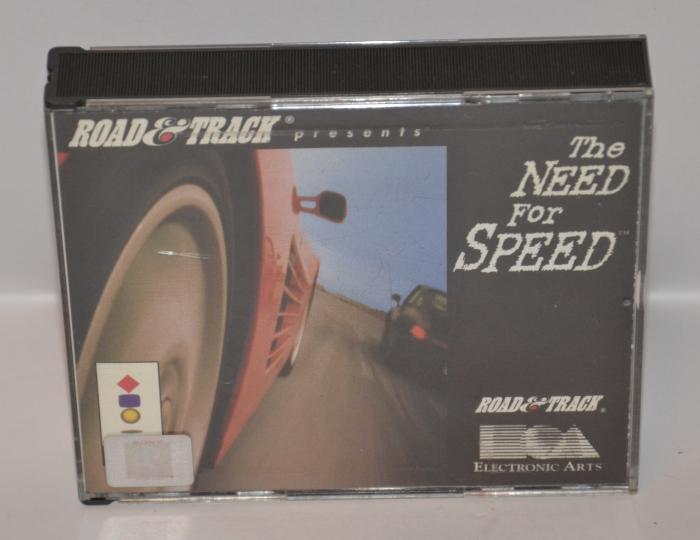 ROAD & TRACK® presents
The
NEED
For
SPEED™
ROAD & TRACK®
EA
ELECTRONIC ARTS